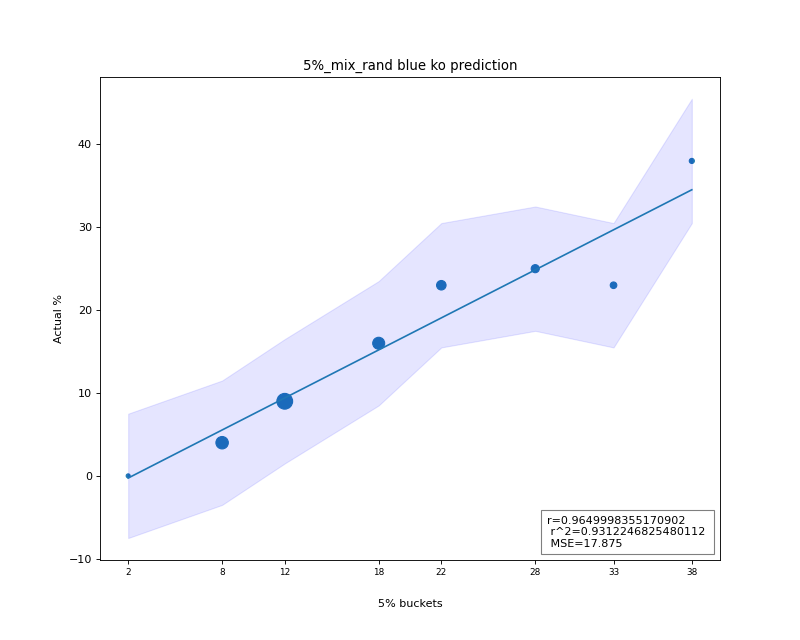 5%_mix_rand blue ko prediction
Actual %
40
30
20
10
0
−10
r=0.9649998355170902
r^2=0.9312246825480112
MSE=17.875
2 8 12 18 22 28 33 38
5% buckets